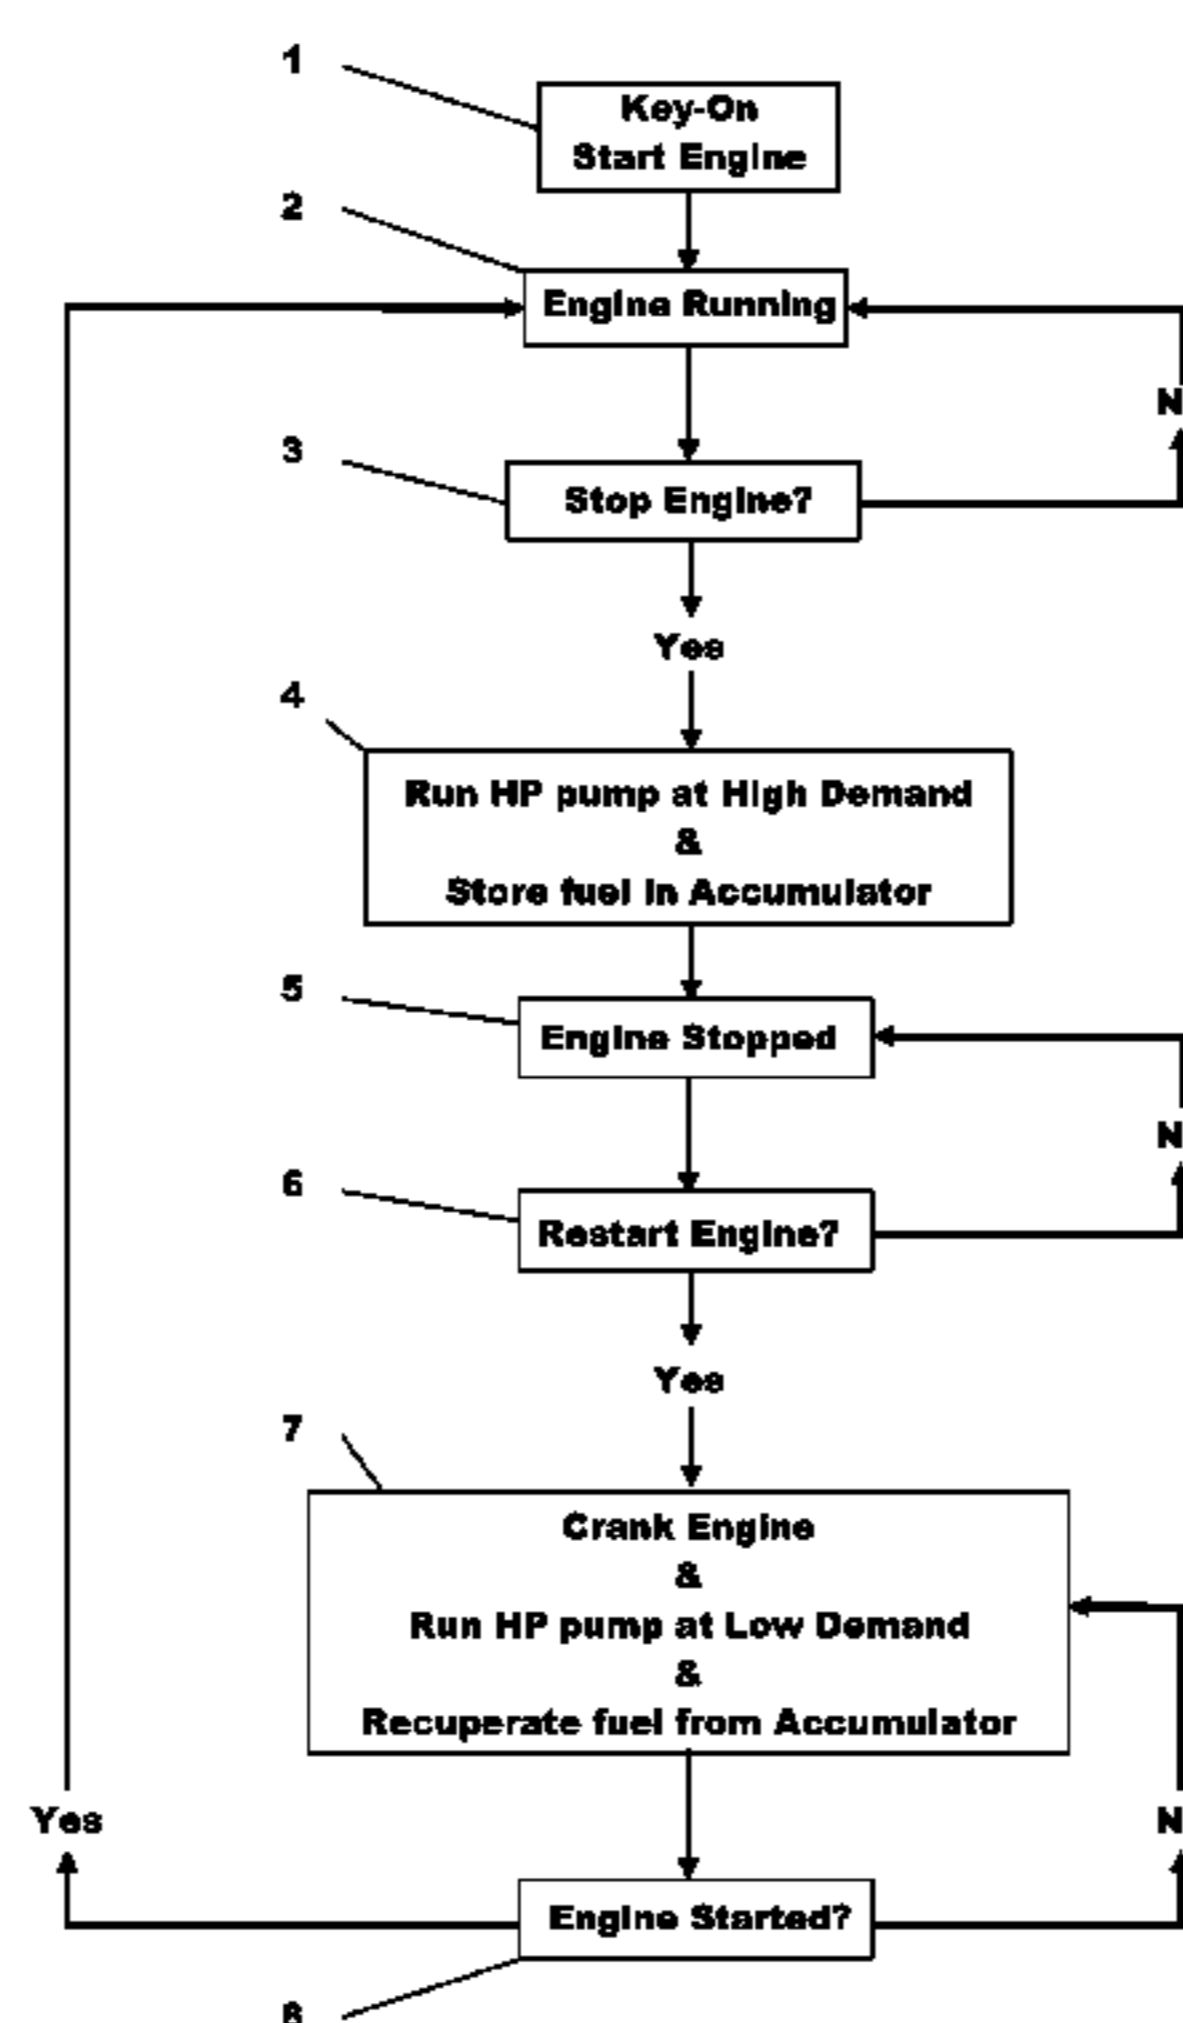 1
Key-On
Start Engine
2
Engine Running
N
3
Stop Engine?
Yes
4
Run HP pump at High Demand
&
Store fuel in Accumulator
5
Engine Stopped
N
6
Restart Engine?
Yes
7
Crank Engine
&
Run HP pump at Low Demand
&
Recuperate fuel from Accumulator
Yes
N
Engine Started?
8